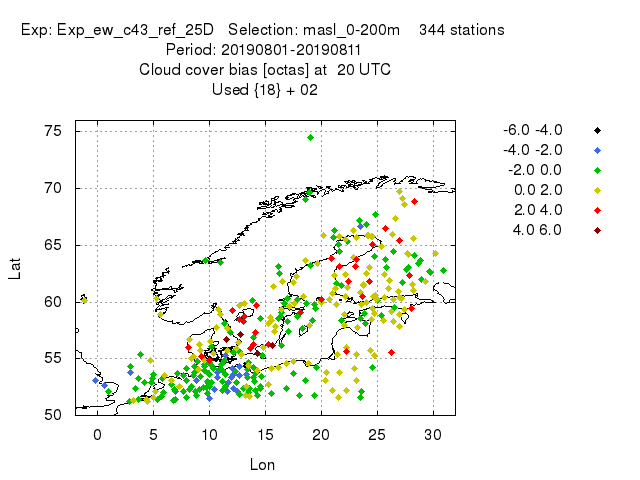 Exp: Exp_ew_c43_ref_25D Selection: masl_0-200m 344 stations
Period: 20190801-20190811
Cloud cover bias [octas] at 20 UTC
Used {18} + 02
75
70
65
60
55
50
Lat
0 5 10 15 20 25 30
Lon
-6.0 -4.0
-4.0 -2.0
-2.0 0.0
0.0 2.0
2.0 4.0
4.0 6.0